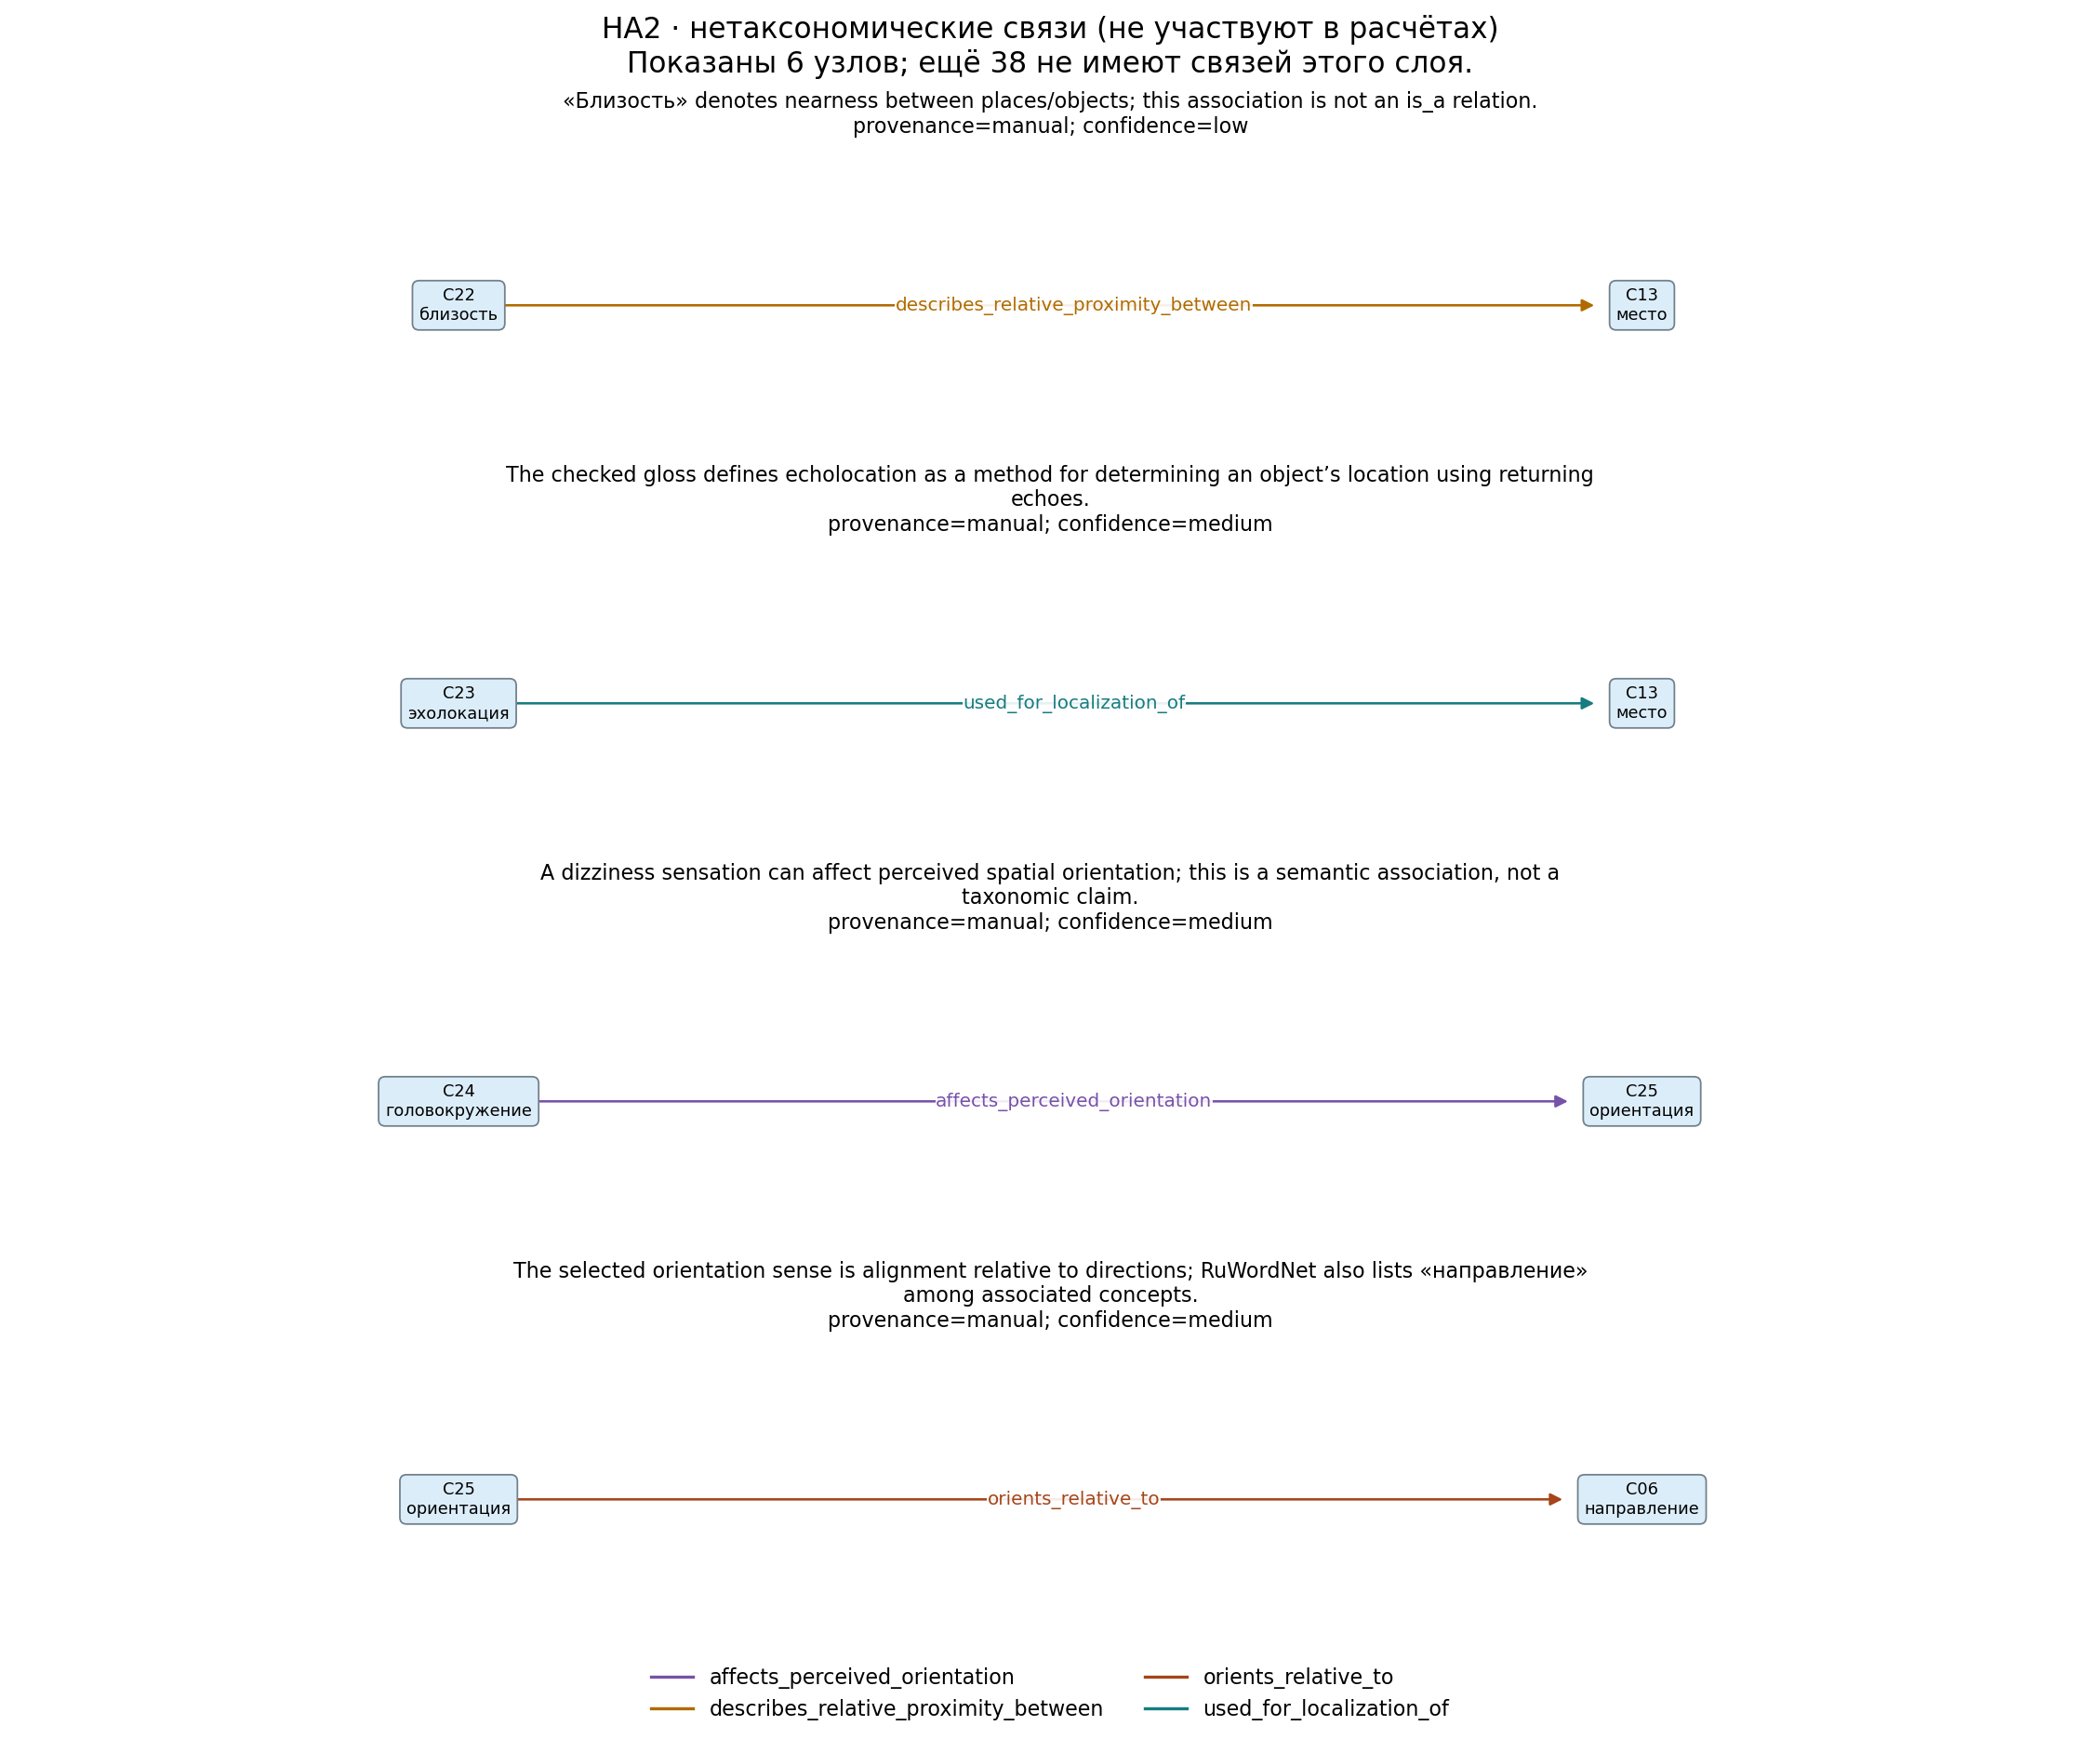 HA2 · нетаксономические связи (не участвуют в расчётах)
Показаны 6 узлов; ещё 38 не имеют связей этого слоя.
«Близость» denotes nearness between places/objects; this association is not an is_a relation.
provenance=manual; confidence=low
C22
близость
describes_relative_proximity_between
C13
место
The checked gloss defines echolocation as a method for determining an object’s location using returning
echoes.
provenance=manual; confidence=medium
C23
эхолокация
used_for_localization_of
C13
место
A dizziness sensation can affect perceived spatial orientation; this is a semantic association, not a
taxonomic claim.
provenance=manual; confidence=medium
C24
головокружение
affects_perceived_orientation
C25
ориентация
The selected orientation sense is alignment relative to directions; RuWordNet also lists «направление»
among associated concepts.
provenance=manual; confidence=medium
C25
ориентация
orients_relative_to
C06
направление
affects_perceived_orientation
describes_relative_proximity_between
orients_relative_to
used_for_localization_of